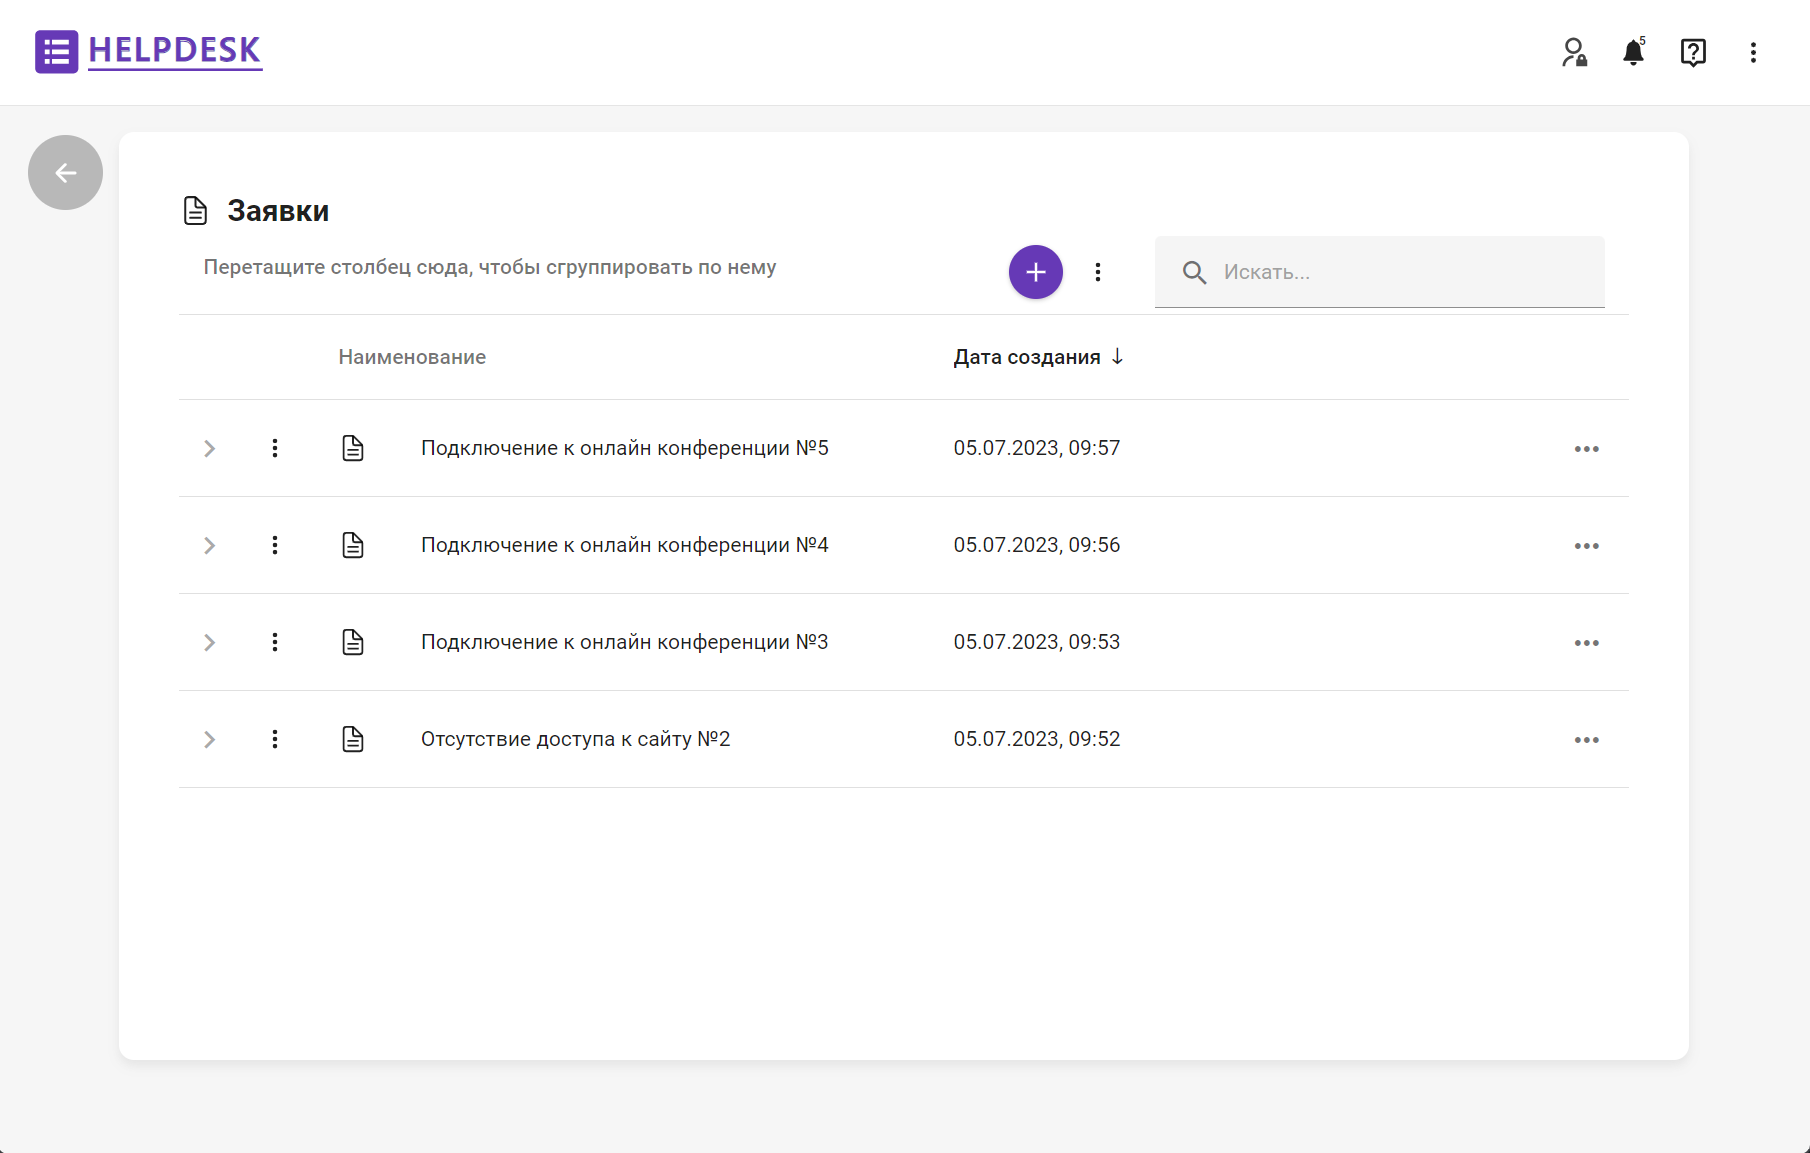 HELPDESK
5
Заявки
Перетащите столбец сюда, чтобы сгруппировать по нему
Искать...
Наименование Дата создания
Подключение к онлайн конференции №5 05.07.2023, 09:57
Подключение к онлайн конференции №4 05.07.2023, 09:56
Подключение к онлайн конференции №3 05.07.2023, 09:53
Отсутствие доступа к сайту №2 05.07.2023, 09:52